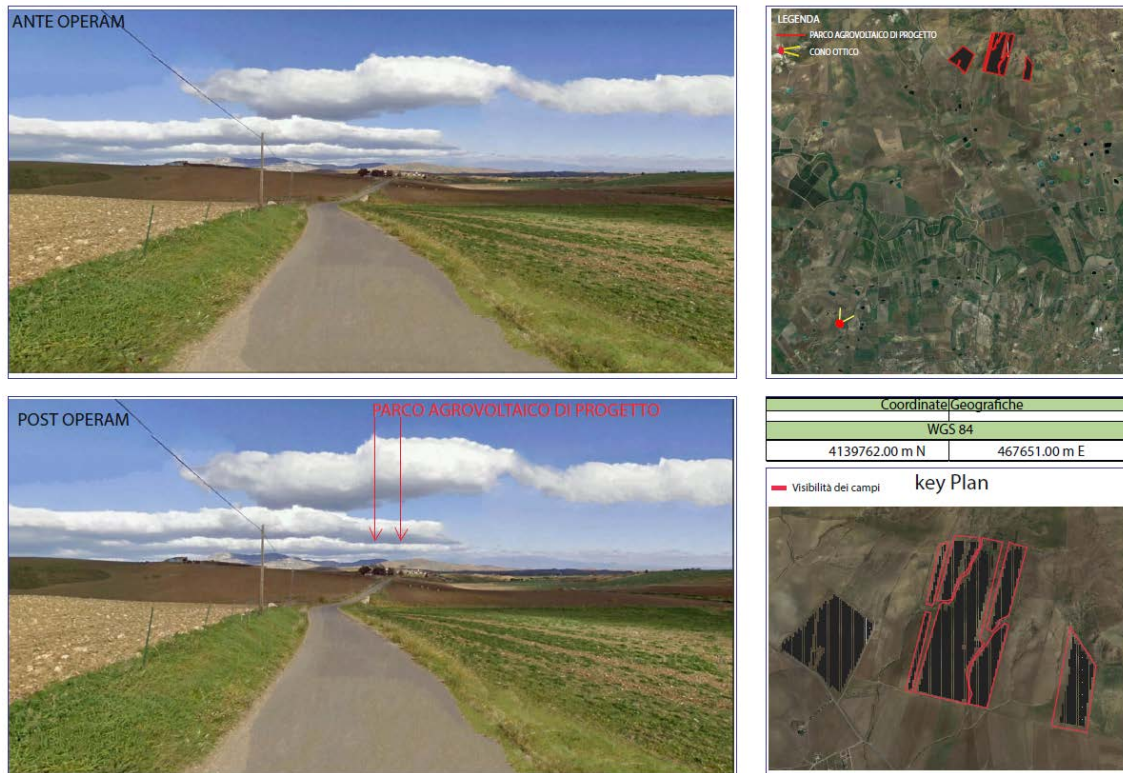 ANTE OPERAM
LEGENDA
PARCO AGROVOLTAICO DI PROGETTO
CONO OTTICO
POST OPERAM
PARCO AGROVOLTAICO DI PROGETTO
Coordinate Geografiche
WGS 84
4139762.00 m N 467651.00 m E
Visibilità dei campi
key Plan